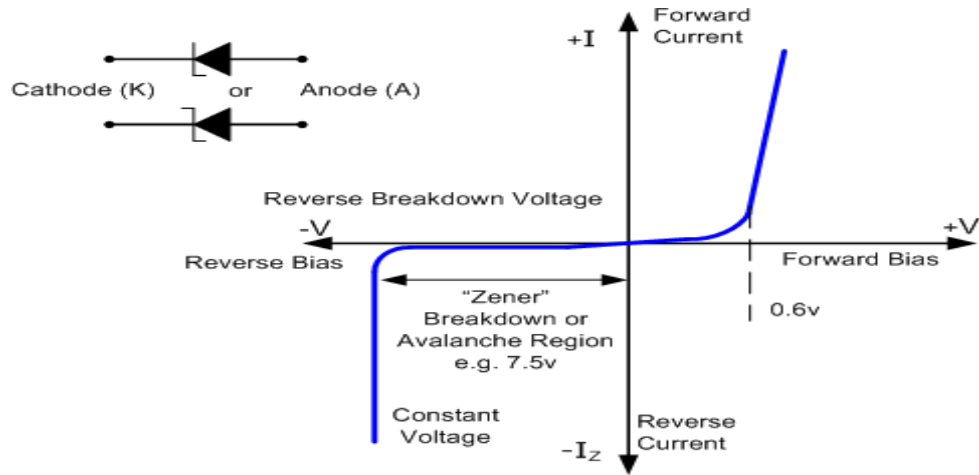 Forward
Current
+I
Cathode (K)
or
Anode (A)
Reverse Breakdown Voltage
-V
+V
Reverse Bias
Forward Bias
“Zener”
Breakdown or
Avalanche Region
e.g. 7.5v
0.6v
Constant
Voltage
Reverse
Current
-IZ